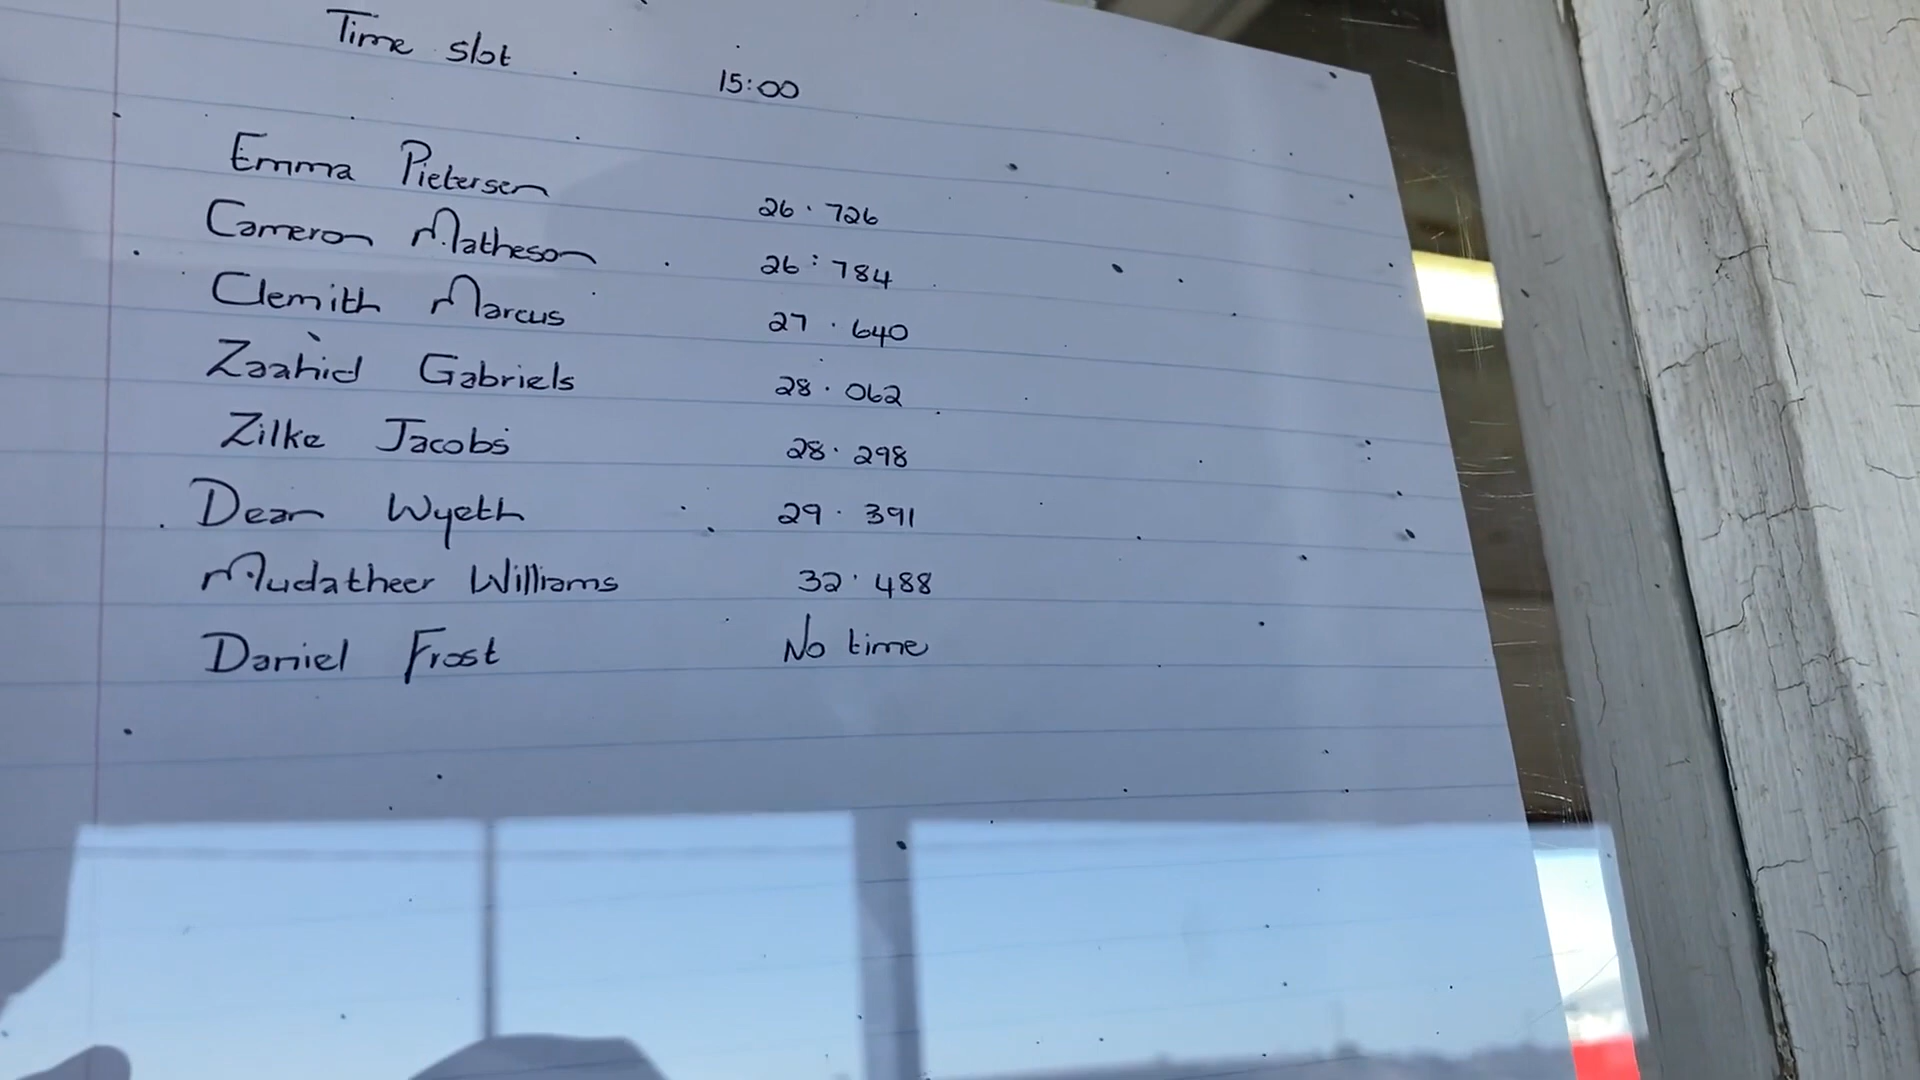 Time slot 15:00
Emma Pietersen 26.726
Cameron Matheson 26:784
Clemith Marcus 27.640
Zaahid Gabriels 28.062
Zilke Jacobs 28.298
Dean Wyeth 29.391
Mudatheer Williams 32.488
Daniel Frost No time